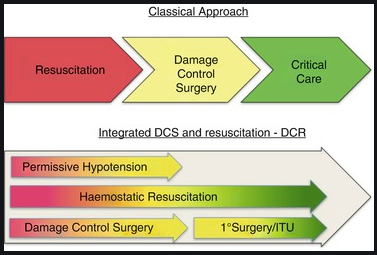 Classical Approach
Resuscitation
Damage
Control
Surgery
Critical
Care
Integrated DCS and resuscitation - DCR
Permissive Hypotension
Haemostatic Resuscitation
Damage Control Surgery
1°Surgery/ITU